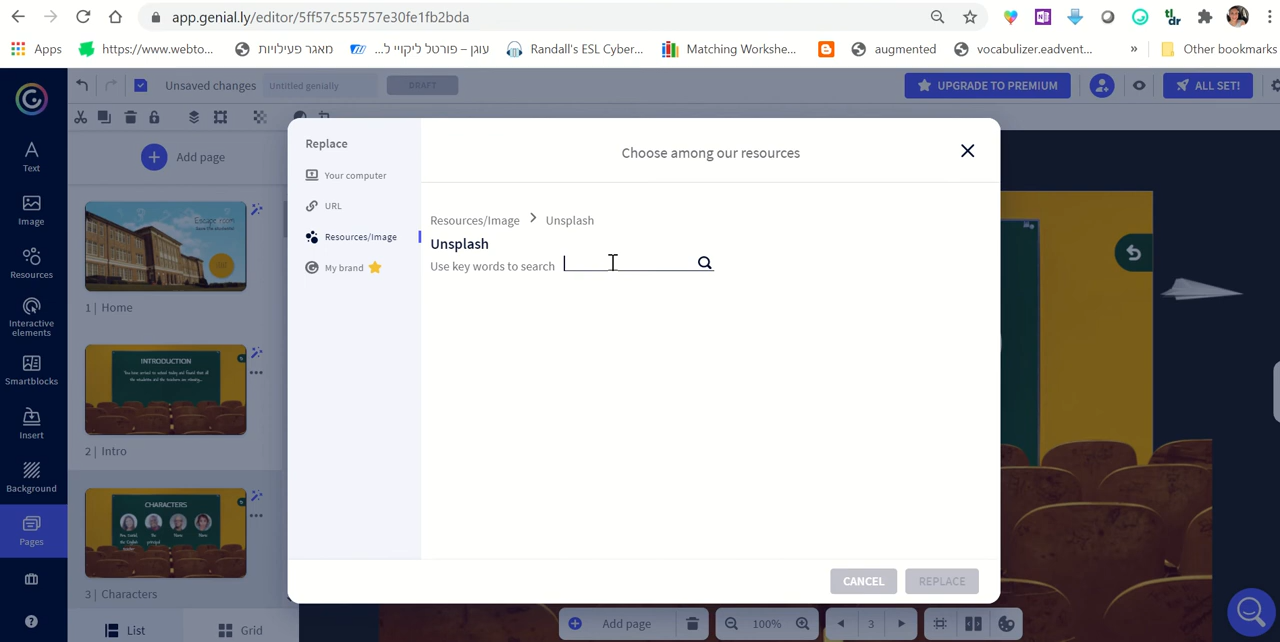 app.genial.ly/editor/5ff57c555757e30fe1fb2bda
Apps
https://www.webto...
מאגר פעילויות
עוגן – פורטל ליקויי ל...
Randall's ESL Cyber...
Matching Workshe...
augmented
vocabulizer.eadvent...
»
Other bookmarks
Unsaved changes
Untitled genially
DRAFT
UPGRADE TO PREMIUM
ALL SET!
Text
Image
Resources
Interactive
elements
Smartblocks
Insert
Background
Pages
Add page
1 | Home
INTRODUCTION
2 | Intro
CHARACTERS
3 | Characters
List
Grid
Replace
Your computer
URL
Resources/Image
My brand
Choose among our resources
Resources/Image > Unsplash
Unsplash
Use key words to search
CANCEL
REPLACE
Add page
100%
3